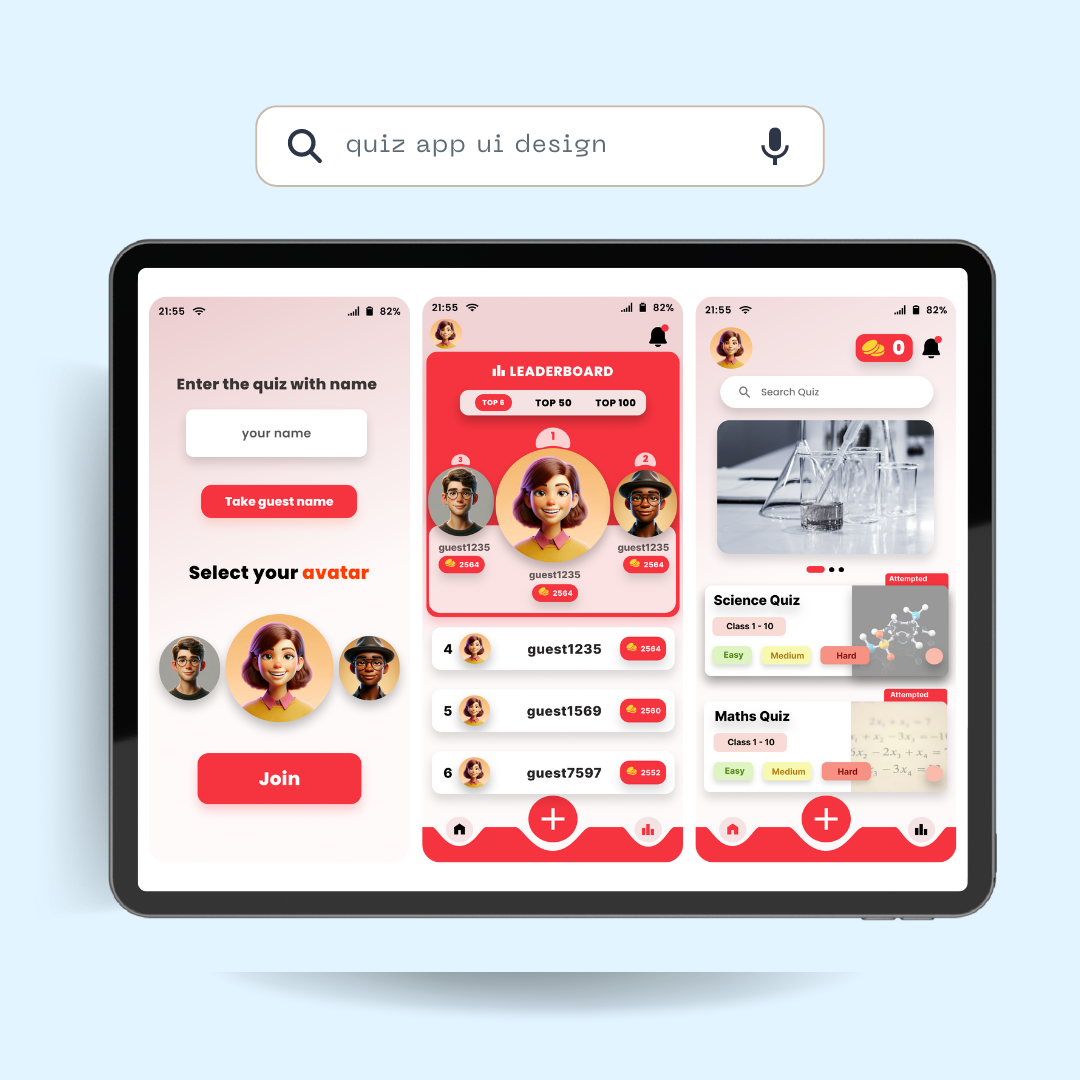 quiz app ui design
21:55
82%
Enter the quiz with name
your name
Take guest name
Select your avatar
Join
21:55
82%
LEADERBOARD
TOP 6 TOP 50 TOP 100
1
3
2
guest1235
2564
guest1235
2564
guest1235
2564
4 guest1235 2564
5 guest1569 2560
6 guest7597 2552
21:55
82%
0
Search Quiz
Attempted
Science Quiz
Class 1 - 10
Easy Medium Hard
Attempted
Maths Quiz
Class 1 - 10
Easy Medium Hard